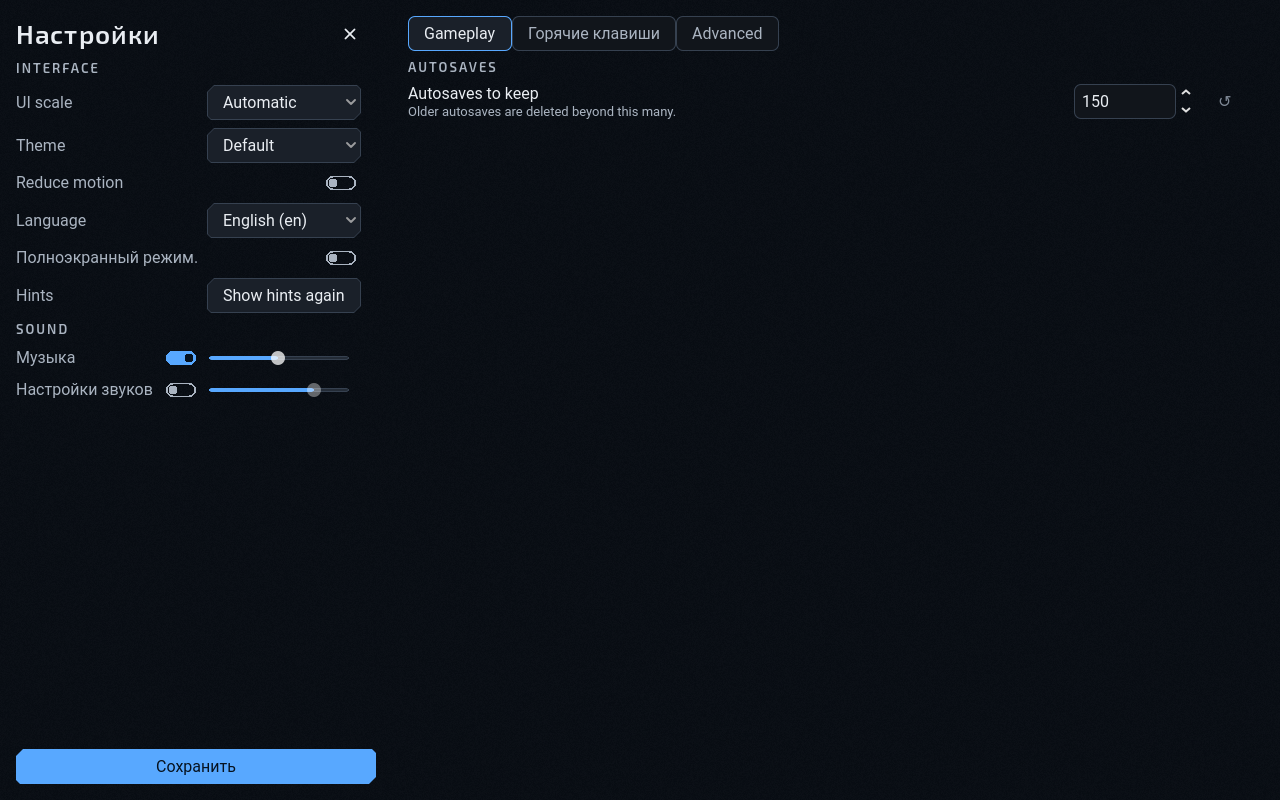 Настройки
INTERFACE
UI scale
Automatic
Theme
Default
Reduce motion
Language
English (en)
Полноэкранный режим.
Hints
Show hints again
SOUND
Музыка
Настройки звуков
Сохранить
Gameplay
Горячие клавиши
Advanced
AUTOSAVES
Autosaves to keep
Older autosaves are deleted beyond this many.
150